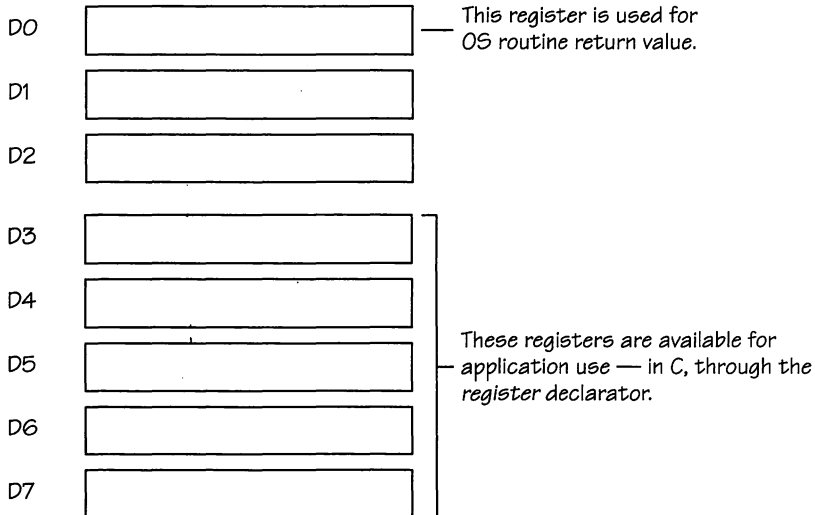 D0
This register is used for
OS routine return value.
D1
D2
D3
D4
D5
These registers are available for
application use — in C, through the
register declarator.
D6
D7